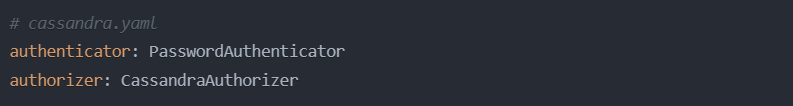 # cassandra.yaml
authenticator: PasswordAuthenticator
authorizer: CassandraAuthorizer